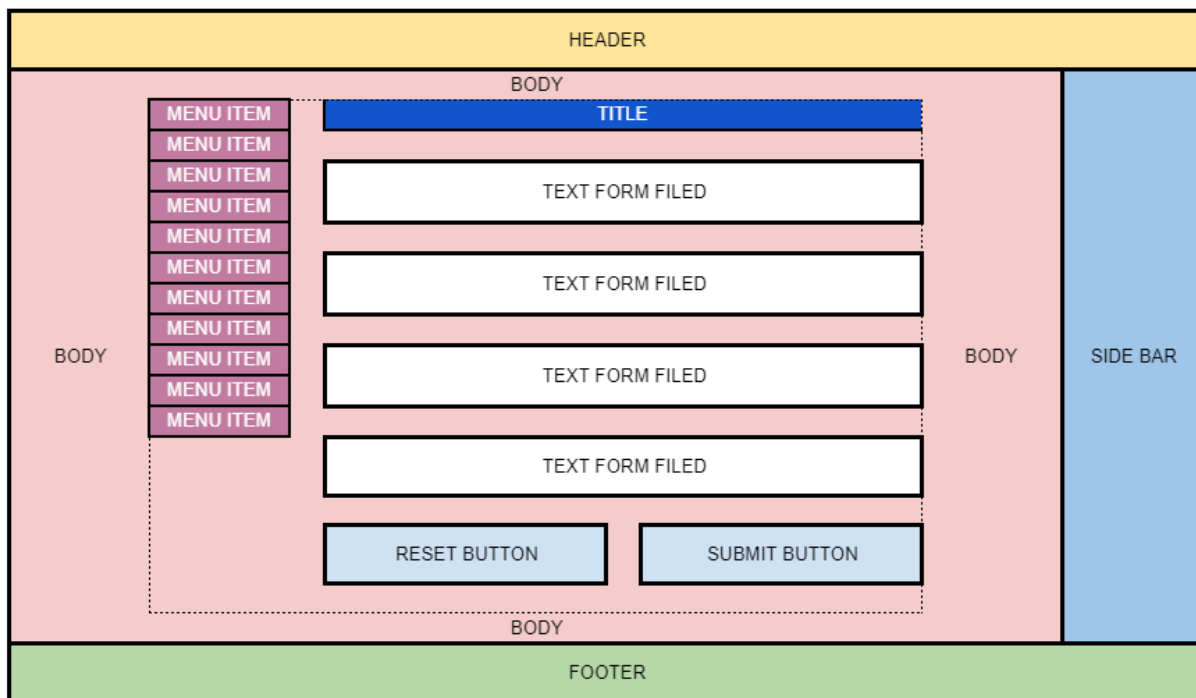 HEADER
BODY
MENU ITEM
MENU ITEM
MENU ITEM
MENU ITEM
MENU ITEM
MENU ITEM
MENU ITEM
MENU ITEM
MENU ITEM
MENU ITEM
MENU ITEM
TITLE
TEXT FORM FILED
TEXT FORM FILED
TEXT FORM FILED
TEXT FORM FILED
RESET BUTTON
SUBMIT BUTTON
BODY
BODY
SIDE BAR
BODY
FOOTER